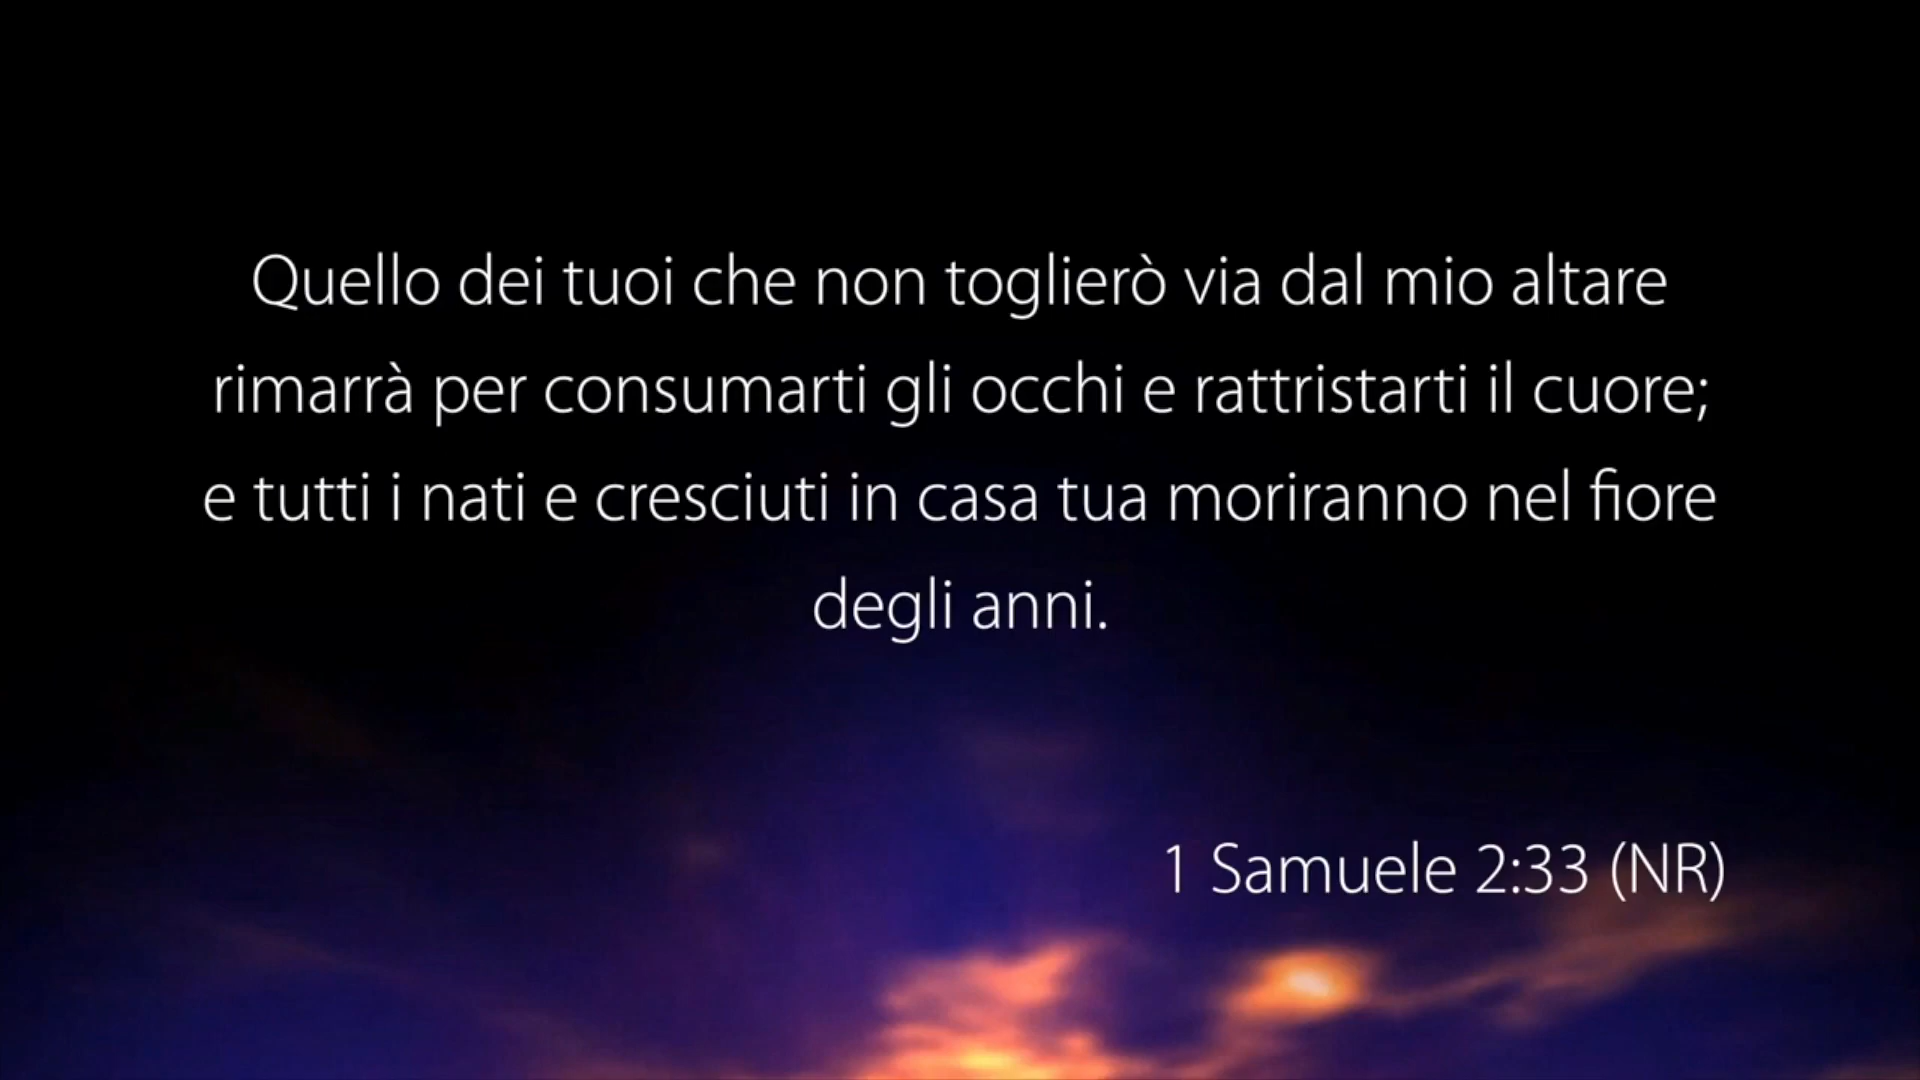 Quello dei tuoi che non toglierò via dal mio altare
rimarrà per consumarti gli occhi e rattristarti il cuore;
e tutti i nati e cresciuti in casa tua moriranno nel fiore
degli anni.
1 Samuele 2:33 (NR)